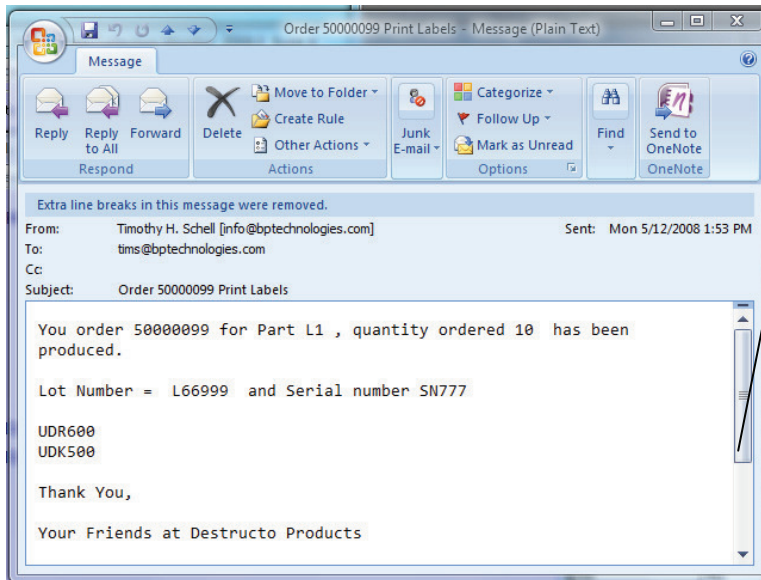 Order 50000099 Print Labels - Message (Plain Text)
Message
Reply
Reply to All
Forward
Respond
Delete
Move to Folder
Create Rule
Other Actions
Actions
Junk E-mail
Categorize
Follow Up
Mark as Unread
Options
Find
Send to OneNote
OneNote
Extra line breaks in this message were removed.
From: Timothy H. Schell [info@bptechnologies.com] Sent: Mon 5/12/2008 1:53 PM
To: tims@bptechnologies.com
Cc:
Subject: Order 50000099 Print Labels
You order 50000099 for Part L1 , quantity ordered 10 has been
produced.
Lot Number = L66999 and Serial number SN777
UDR600
UDK500
Thank You,
Your Friends at Destructo Products